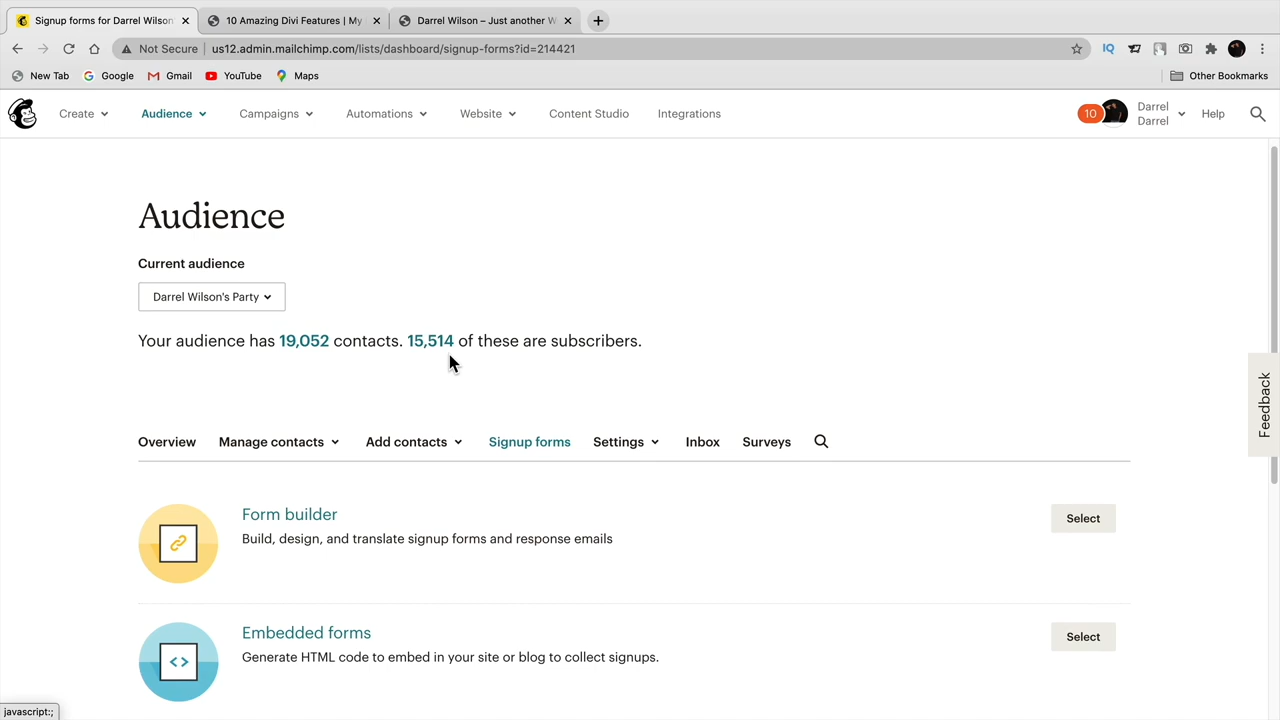 Signup forms for Darrel Wilson
10 Amazing Divi Features | My
Darrel Wilson – Just another W
Not Secure
us12.admin.mailchimp.com/lists/dashboard/signup-forms?id=214421
New Tab
Google
Gmail
YouTube
Maps
Other Bookmarks
Create
Audience
Campaigns
Automations
Website
Content Studio
Integrations
10
Darrel
Darrel
Help
Audience
Current audience
Darrel Wilson's Party
Your audience has 19,052 contacts. 15,514 of these are subscribers.
Feedback
Overview
Manage contacts
Add contacts
Signup forms
Settings
Inbox
Surveys
Form builder
Build, design, and translate signup forms and response emails
Select
Embedded forms
Generate HTML code to embed in your site or blog to collect signups.
Select
javascript:;